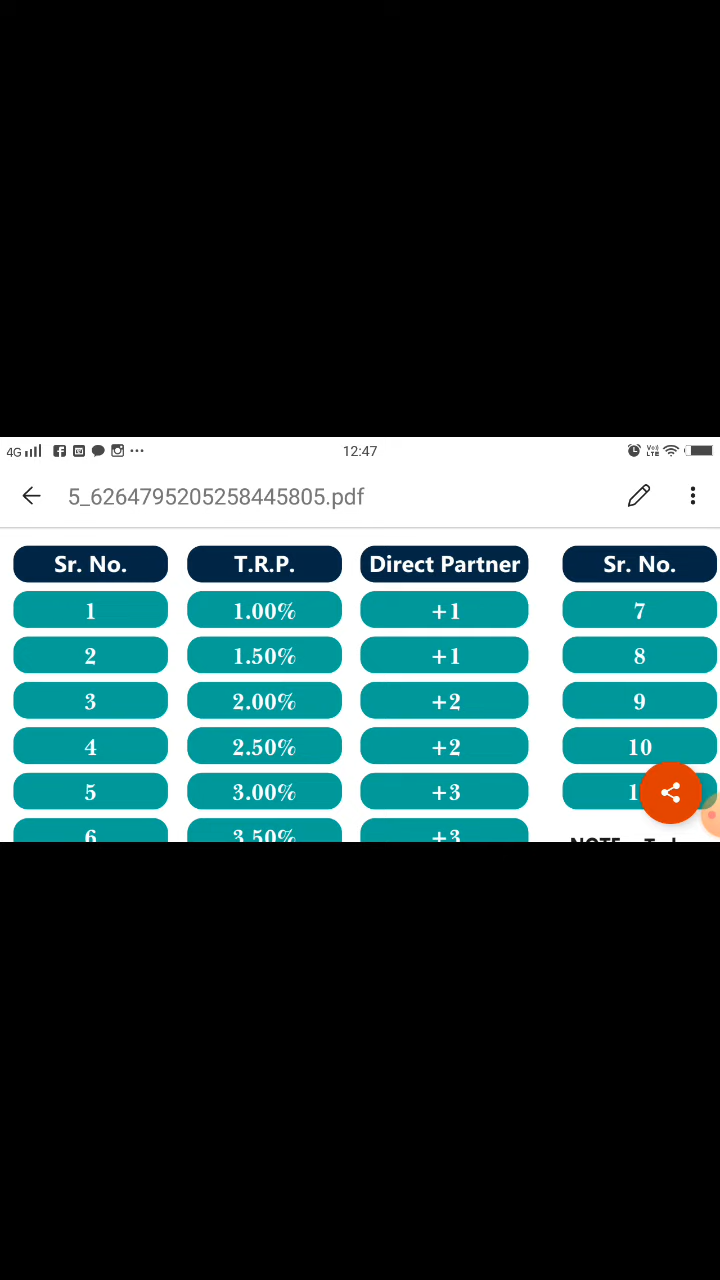 4G 12:47 VoLTE
5_6264795205258445805.pdf
Sr. No. T.R.P. Direct Partner Sr. No.
1 1.00% +1 7
2 1.50% +1 8
3 2.00% +2 9
4 2.50% +2 10
5 3.00% +3
6 3.50% +3
NOTE